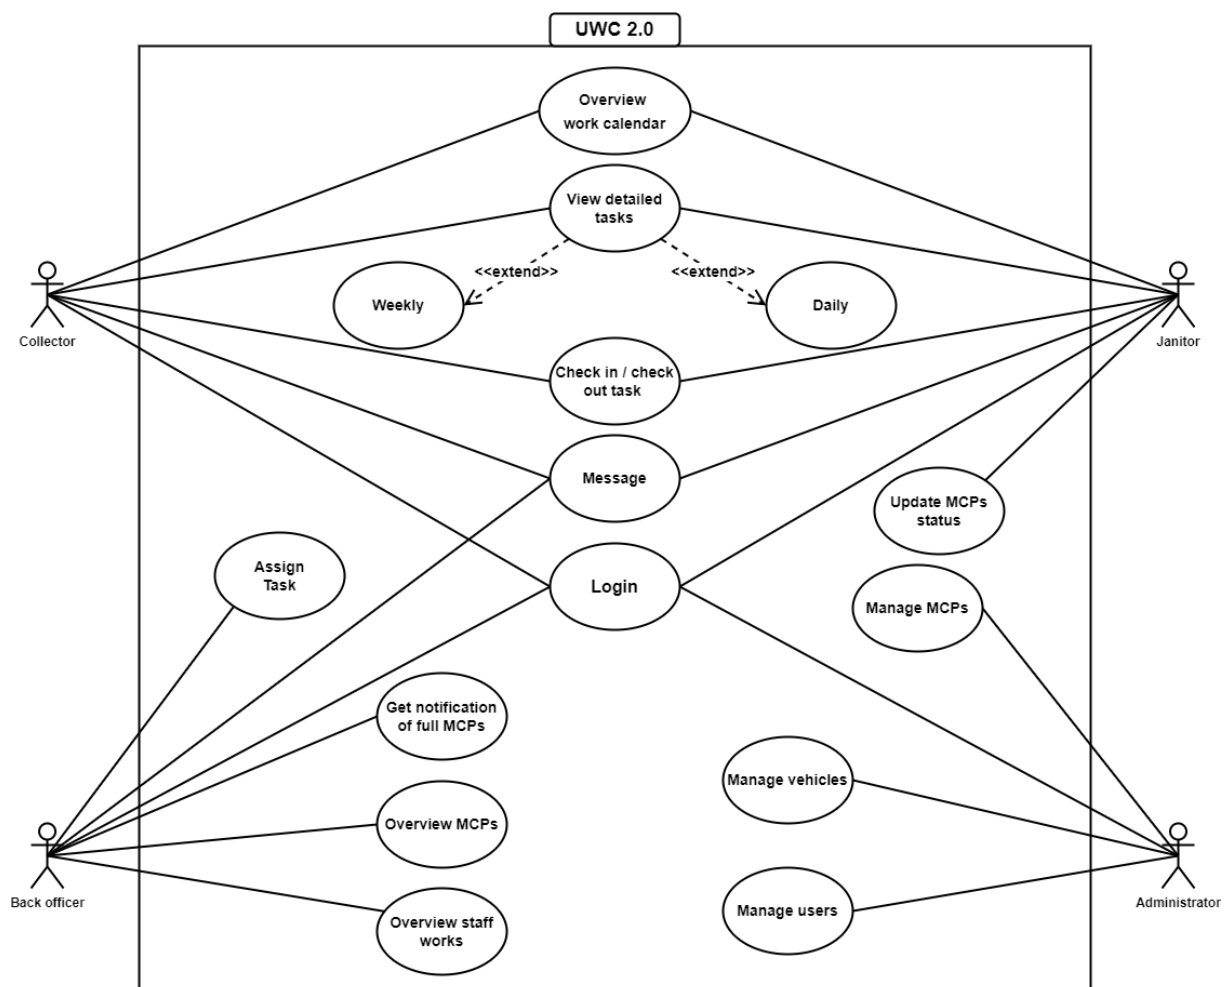 UWC 2.0
Overview
work calendar
View detailed
tasks
<<extend>>
<<extend>>
Weekly
Daily
Collector
Janitor
Check in / check
out task
Message
Update MCPs
status
Assign
Task
Login
Manage MCPs
Get notification
of full MCPs
Manage vehicles
Overview MCPs
Back officer
Administrator
Manage users
Overview staff
works